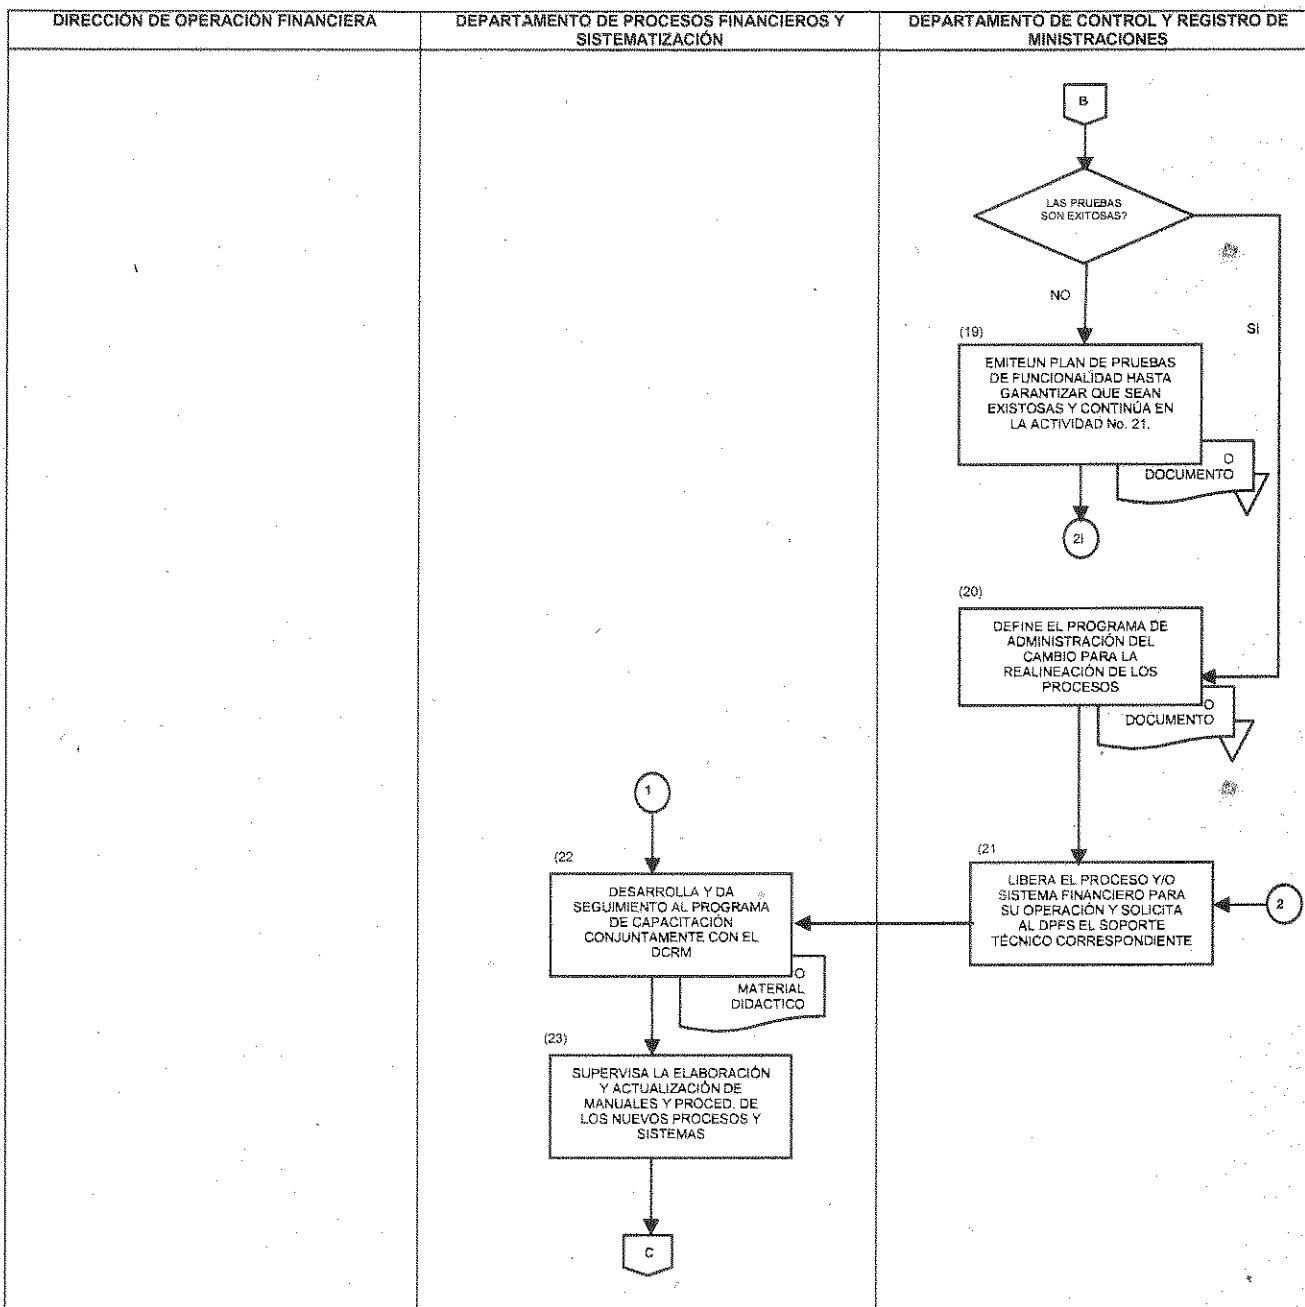 DIRECCIÓN DE OPERACIÓN FINANCIERA
DEPARTAMENTO DE PROCESOS FINANCIEROS Y
SISTEMATIZACIÓN
DEPARTAMENTO DE CONTROL Y REGISTRO DE
MINISTRACIONES
B
LAS PRUEBAS
SON EXITOSAS?
NO
SI
(19)
EMITEUN PLAN DE PRUEBAS
DE FUNCIONALIDAD HASTA
GARANTIZAR QUE SEAN
EXISTOSAS Y CONTINÚA EN
LA ACTIVIDAD No. 21.
O
DOCUMENTO
2I
(20)
DEFINE EL PROGRAMA DE
ADMINISTRACIÓN DEL
CAMBIO PARA LA
REALINEACIÓN DE LOS
PROCESOS
O
DOCUMENTO
1
(22
DESARROLLA Y DA
SEGUIMIENTO AL PROGRAMA
DE CAPACITACIÓN
CONJUNTAMENTE CON EL
DCRM
O
MATERIAL
DIDACTICO
(21
LIBERA EL PROCESO Y/O
SISTEMA FINANCIERO PARA
SU OPERACIÓN Y SOLICITA
AL DPFS EL SOPORTE
TÉCNICO CORRESPONDIENTE
2
(23)
SUPERVISA LA ELABORACIÓN
Y ACTUALIZACIÓN DE
MANUALES Y PROCED. DE
LOS NUEVOS PROCESOS Y
SISTEMAS
C